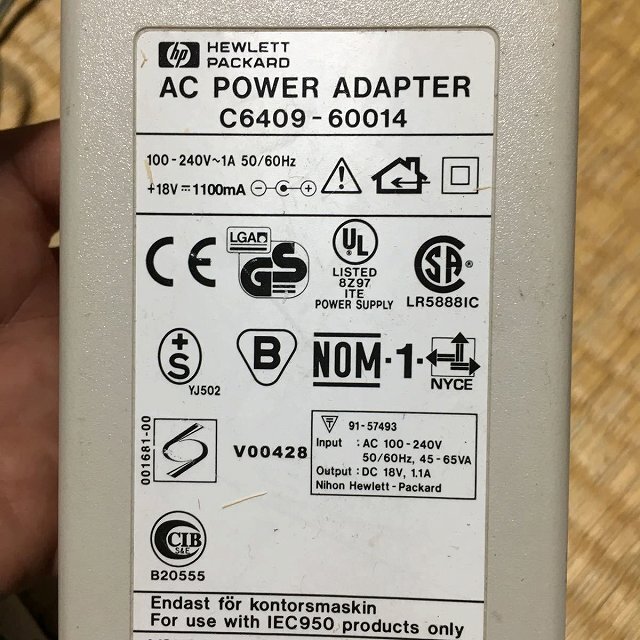 hp HEWLETT
PACKARD
AC POWER ADAPTER
C6409-60014
100-240V~1A 50/60Hz
+18V⎓1100mA
CE
LGA
GS
UL
LISTED
8Z97
ITE
POWER SUPPLY
SA
LR5888IC
+S
YJ502
B
NOM-1-
NYCE
001681-00
S
V00428
T 91-57493
Input : AC 100-240V
50/60Hz, 45-65VA
Output : DC 18V, 1.1A
Nihon Hewlett-Packard
CIB
S&E
B20555
Endast för kontorsmaskin
For use with IEC950 products only